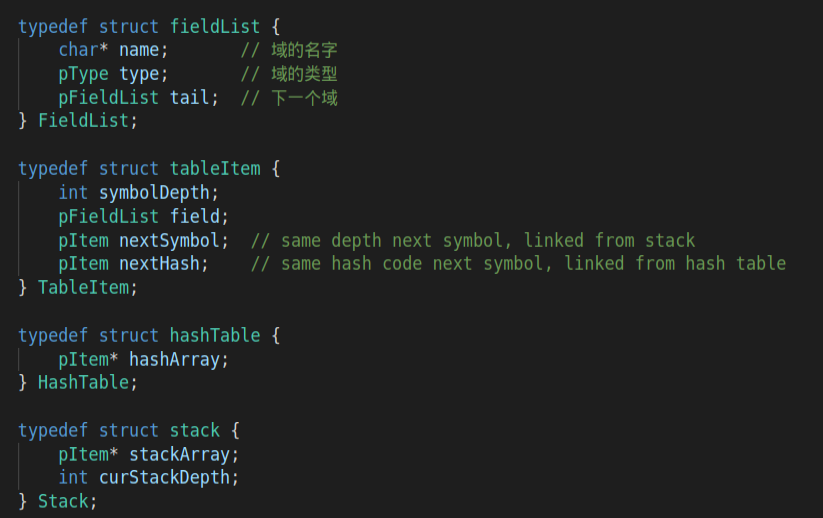 typedef struct fieldList {
    char* name;       // 域的名字
    pType type;       // 域的类型
    pFieldList tail;  // 下一个域
} FieldList;

typedef struct tableItem {
    int symbolDepth;
    pFieldList field;
    pItem nextSymbol;  // same depth next symbol, linked from stack
    pItem nextHash;    // same hash code next symbol, linked from hash table
} TableItem;

typedef struct hashTable {
    pItem* hashArray;
} HashTable;

typedef struct stack {
    pItem* stackArray;
    int curStackDepth;
} Stack;